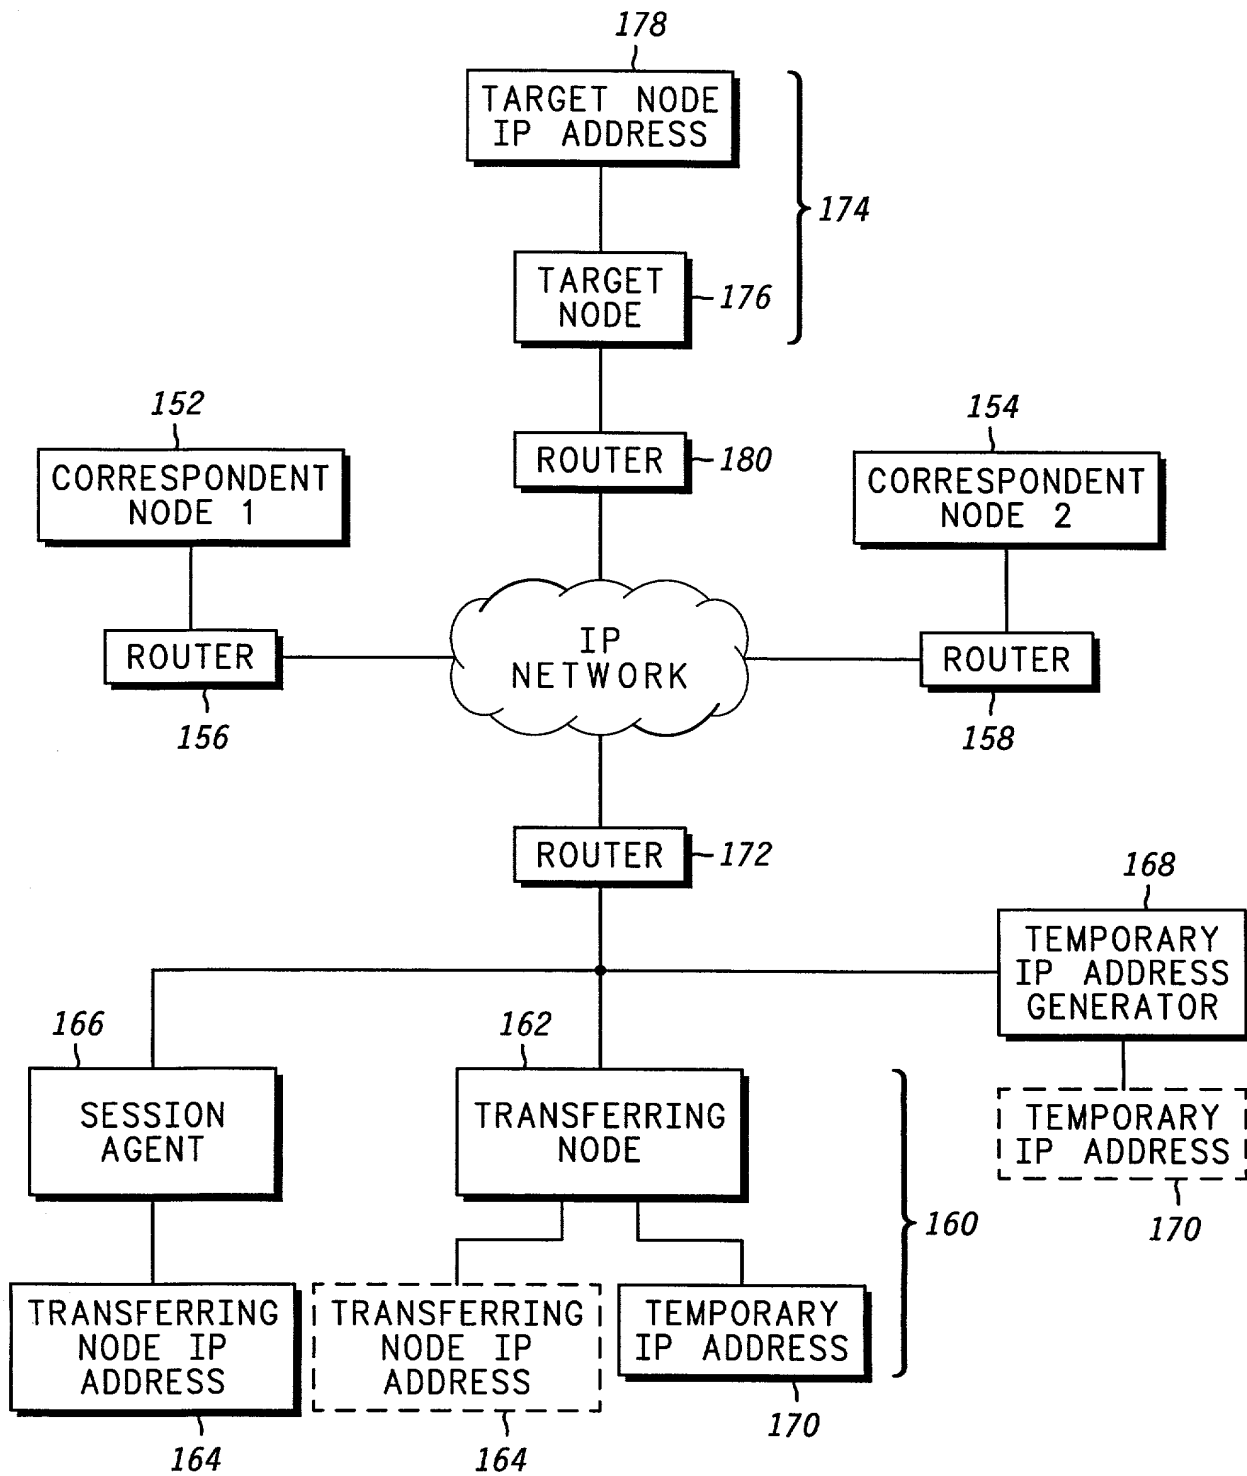 178
TARGET NODE
IP ADDRESS
174
TARGET
NODE
176
152
154
CORRESPONDENT
NODE 1
ROUTER
180
CORRESPONDENT
NODE 2
IP
NETWORK
ROUTER
ROUTER
156
158
ROUTER
172
168
TEMPORARY
IP ADDRESS
GENERATOR
166
162
SESSION
AGENT
TRANSFERRING
NODE
TEMPORARY
IP ADDRESS
170
160
TRANSFERRING
NODE IP
ADDRESS
TRANSFERRING
NODE IP
ADDRESS
TEMPORARY
IP ADDRESS
164
164
170